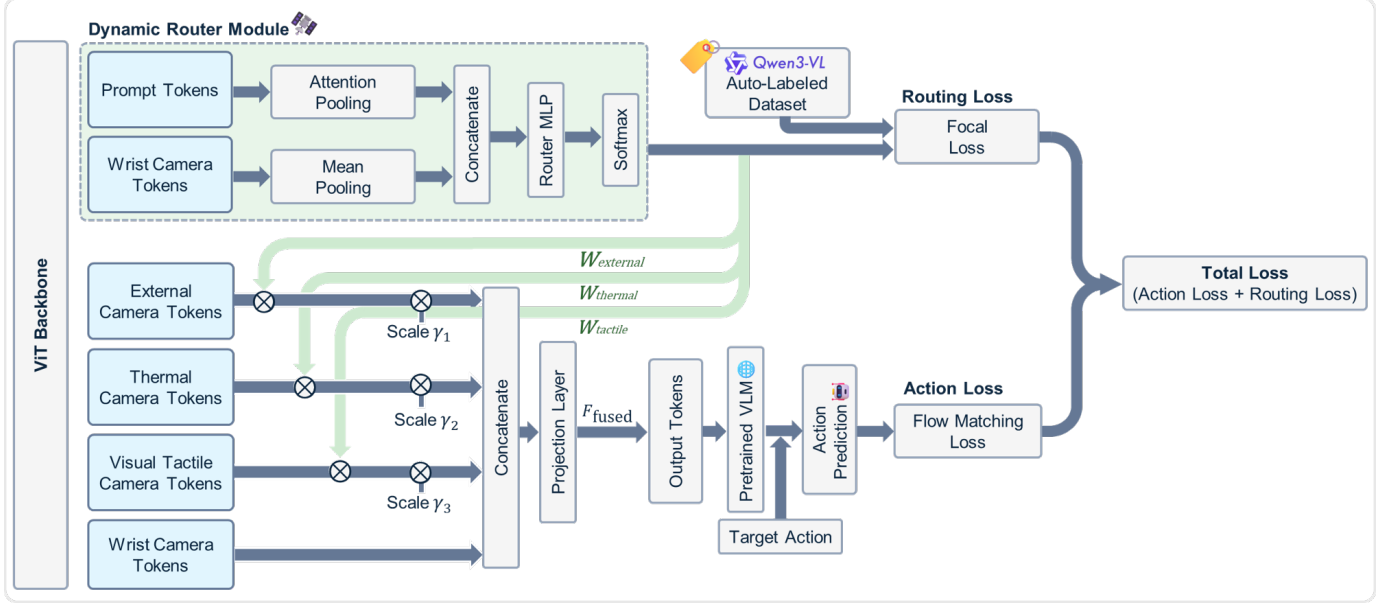 Dynamic Router Module
ViT Backbone
Prompt Tokens
Attention
Pooling
Wrist Camera
Tokens
Mean
Pooling
Concatenate
Router MLP
Softmax
Qwen3-VL
Auto-Labeled
Dataset
Routing Loss
Focal
Loss
W_external
W_thermal
W_tactile
External
Camera Tokens
Scale γ₁
Thermal
Camera Tokens
Scale γ₂
Visual Tactile
Camera Tokens
Scale γ₃
Wrist Camera
Tokens
Concatenate
Projection Layer
F_fused
Output Tokens
Pretrained VLM
Target Action
Action
Prediction
Action Loss
Flow Matching
Loss
Total Loss
(Action Loss + Routing Loss)